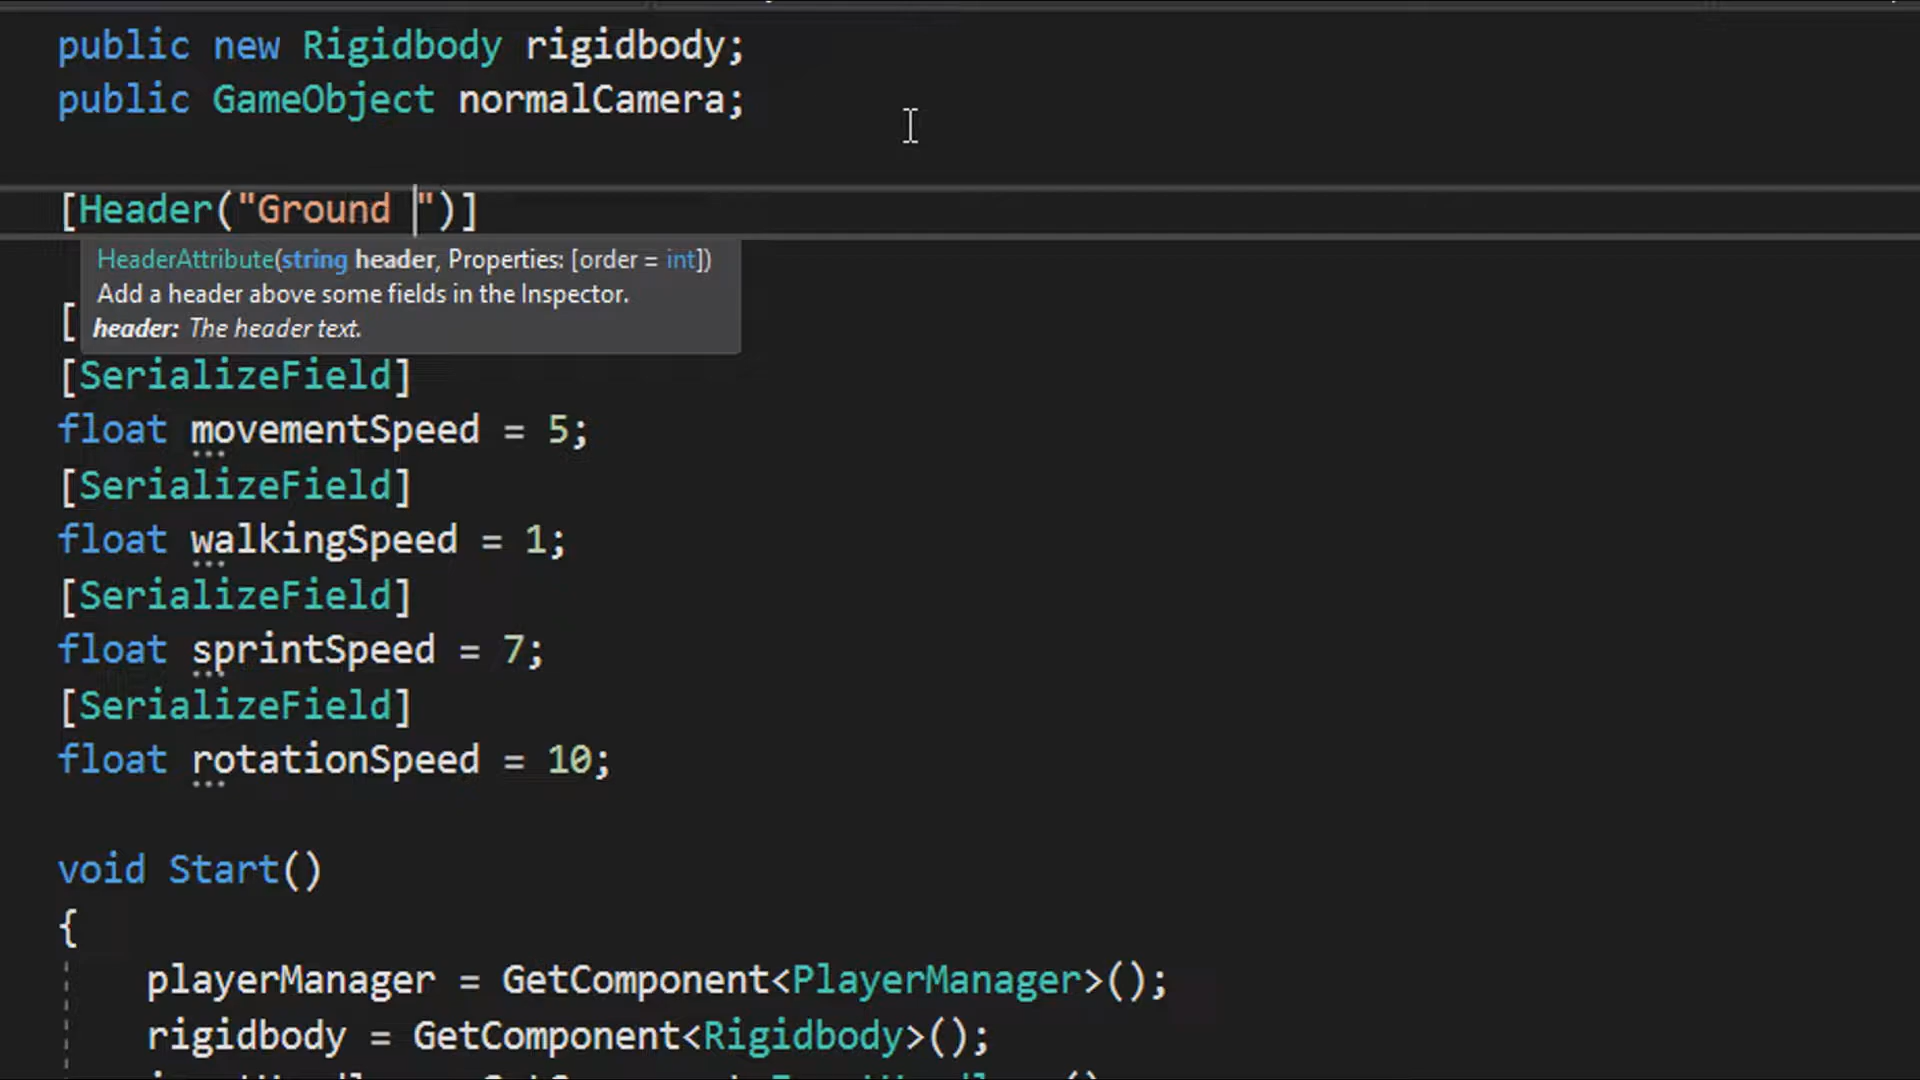 public new Rigidbody rigidbody;
public GameObject normalCamera;
[Header("Ground ")]
HeaderAttribute(string header, Properties: [order = int])
Add a header above some fields in the Inspector.
header: The header text.
[
[SerializeField]
float movementSpeed = 5;
[SerializeField]
float walkingSpeed = 1;
[SerializeField]
float sprintSpeed = 7;
[SerializeField]
float rotationSpeed = 10;
void Start()
{
playerManager = GetComponent<PlayerManager>();
rigidbody = GetComponent<Rigidbody>();